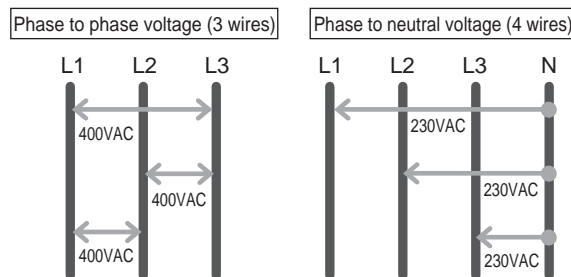 Phase to phase voltage (3 wires)
L1 L2 L3
400VAC
400VAC
400VAC
Phase to neutral voltage (4 wires)
L1 L2 L3 N
230VAC
230VAC
230VAC